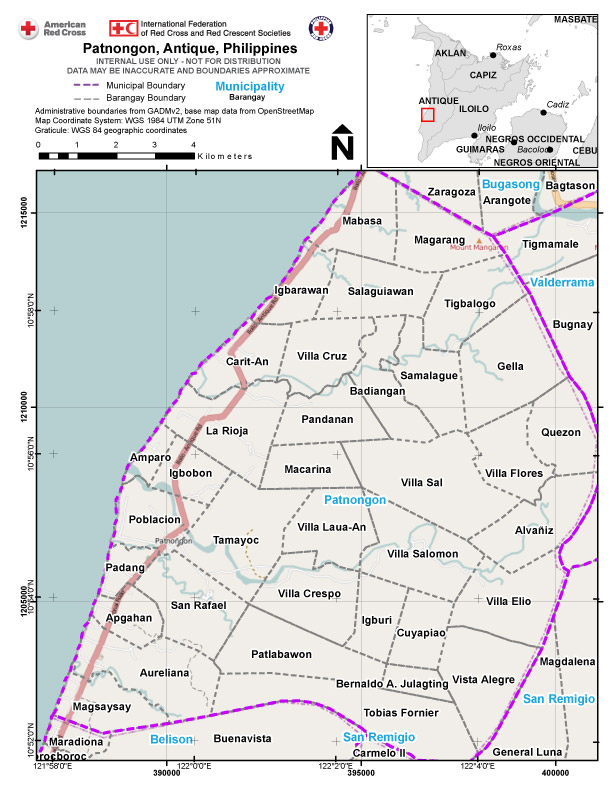 American
Red Cross
International Federation
of Red Cross and Red Crescent Societies
Patnongon, Antique, Philippines
INTERNAL USE ONLY - NOT FOR DISTRIBUTION
DATA MAY BE INACCURATE AND BOUNDARIES APPROXIMATE
Municipal Boundary
Municipality
Barangay Boundary
Barangay
Administrative boundaries from GADMv2, base map data from OpenStreetMap
Map Coordinate System: WGS 1984 UTM Zone 51N
Graticule: WGS 84 geographic coordinates
0 1 2 3 4
Kilometers
N
MASBATE
Roxas
AKLAN
CAPIZ
ANTIQUE
ILOILO
Cadiz
Iloilo
NEGROS OCCIDENTAL
GUIMARAS
Bacolod
CEBU
NEGROS ORIENTAL
Zaragoza
Bugasong
Bagtason
Arangote
Mabasa
Magarang
Tigmamale
Mount Mangaran
Valderrama
Igbarawan
Salaguiawan
Tigbalogo
Bugnay
Villa Cruz
Carit-An
Samalague
Gella
Badiangan
Pandanan
La Rioja
Quezon
Amparo
Igbobon
Macarina
Villa Sal
Villa Flores
Patnongon
Poblacion
Villa Laua-An
Alvañiz
Patnongon
Tamayoc
Villa Salomon
Padang
Villa Crespo
San Rafael
Villa Elio
Apgahan
Igburi
Cuyapiao
Patlabawon
Magdalena
Aureliana
Bernaldo A. Julagting
Vista Alegre
Magsaysay
Tobias Fornier
San Remigio
Maradiona
Belison
Buenavista
San Remigio
Carmelo II
General Luna
1215000
10°58'0"N
1210000
10°56'0"N
1205000
10°54'0"N
10°52'0"N
121°58'0"E
122°0'0"E
122°2'0"E
122°4'0"E
390000
395000
400000